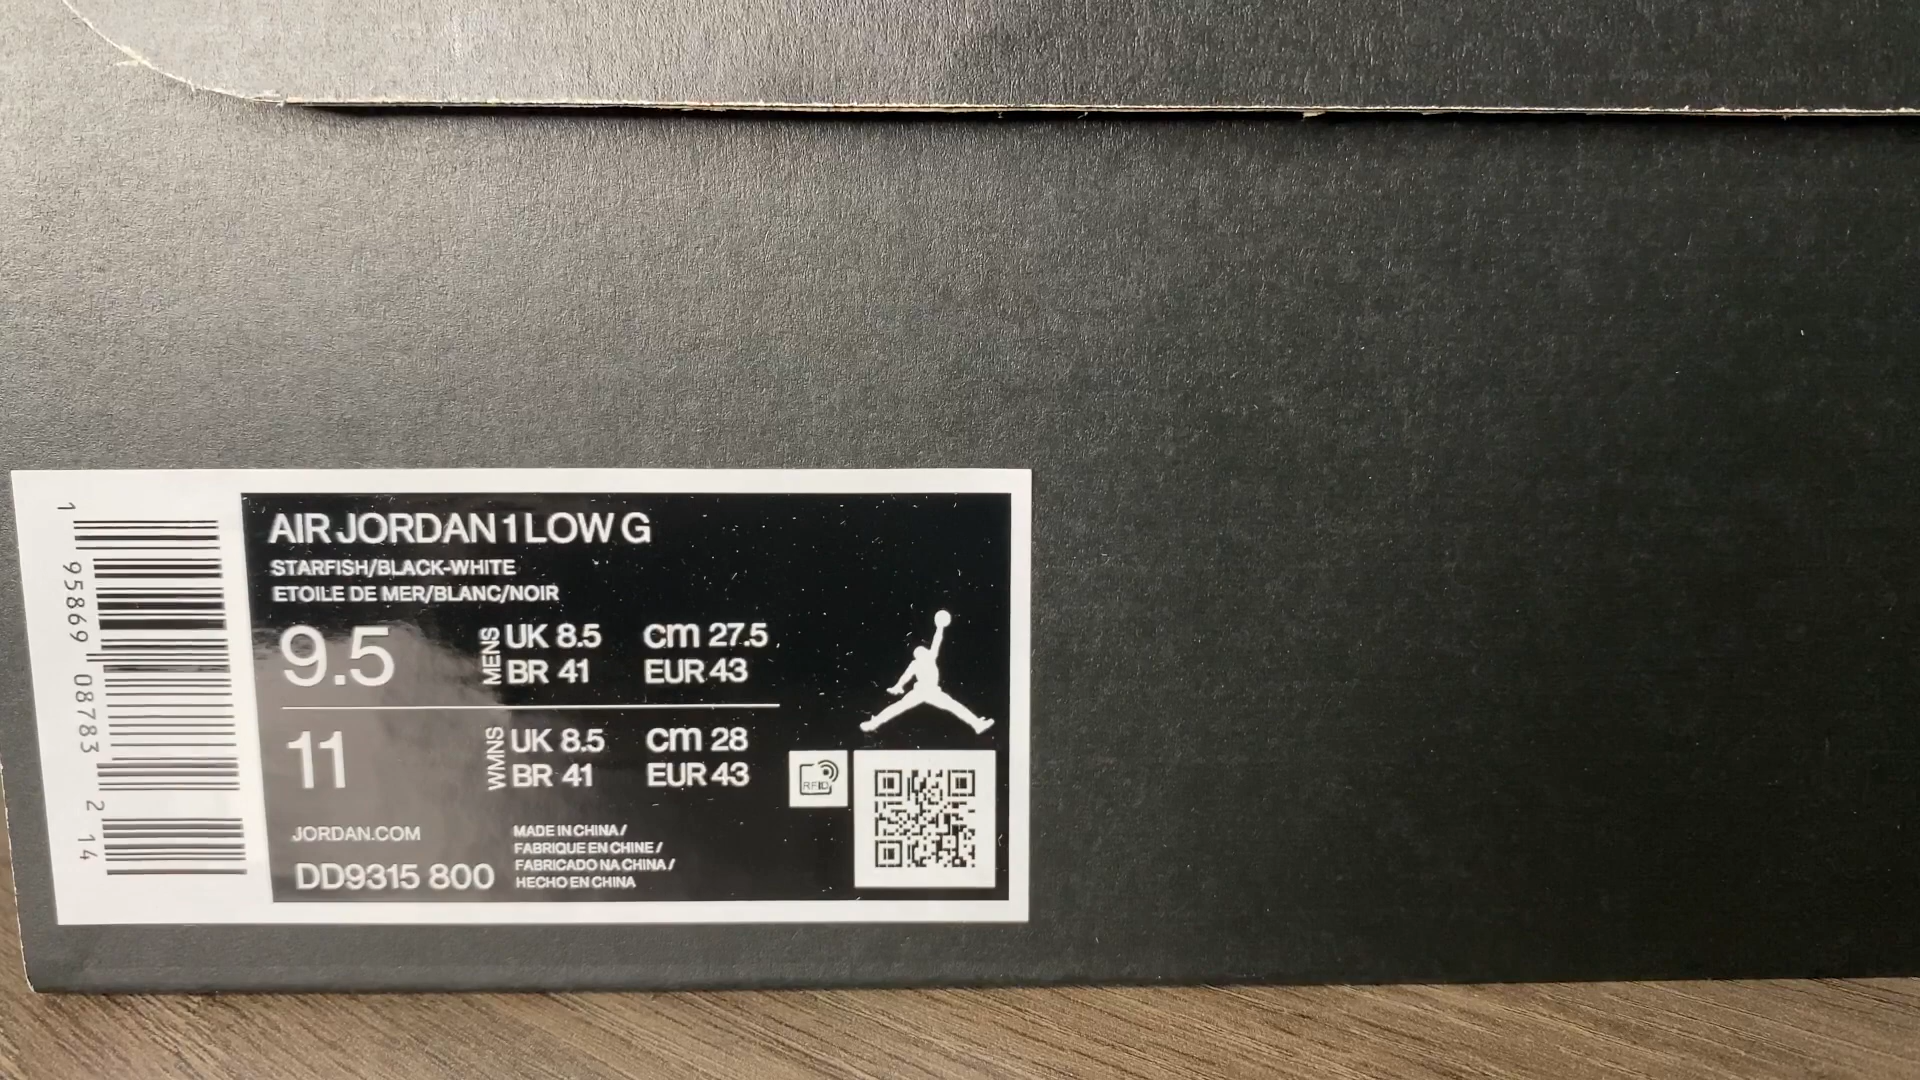 1 95869 08783 2 14
AIR JORDAN 1 LOW G
STARFISH/BLACK-WHITE
ETOILE DE MER/BLANC/NOIR
9.5
MENS
UK 8.5 cm 27.5
BR 41 EUR 43
11
WMNS
UK 8.5 cm 28
BR 41 EUR 43
RFID
JORDAN.COM
DD9315 800
MADE IN CHINA /
FABRIQUE EN CHINE /
FABRICADO NA CHINA /
HECHO EN CHINA